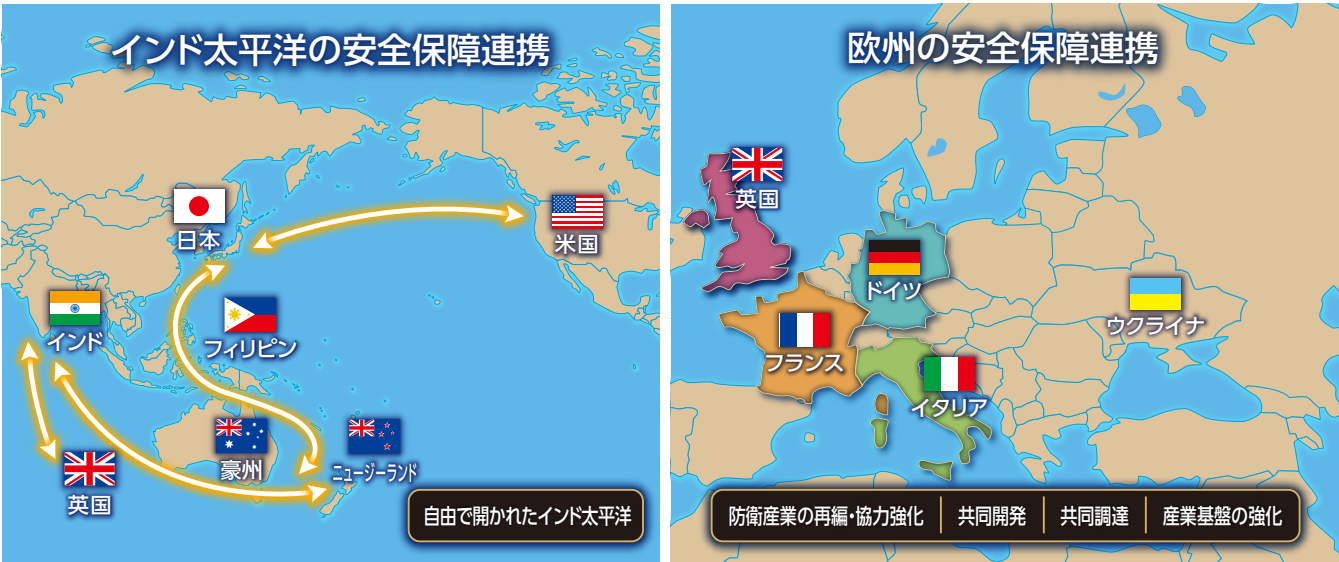 インド太平洋の安全保障連携
日本
米国
インド
フィリピン
豪州
ニュージーランド
英国
自由で開かれたインド太平洋
欧州の安全保障連携
英国
ドイツ
ウクライナ
フランス
イタリア
防衛産業の再編・協力強化
共同開発
共同調達
産業基盤の強化